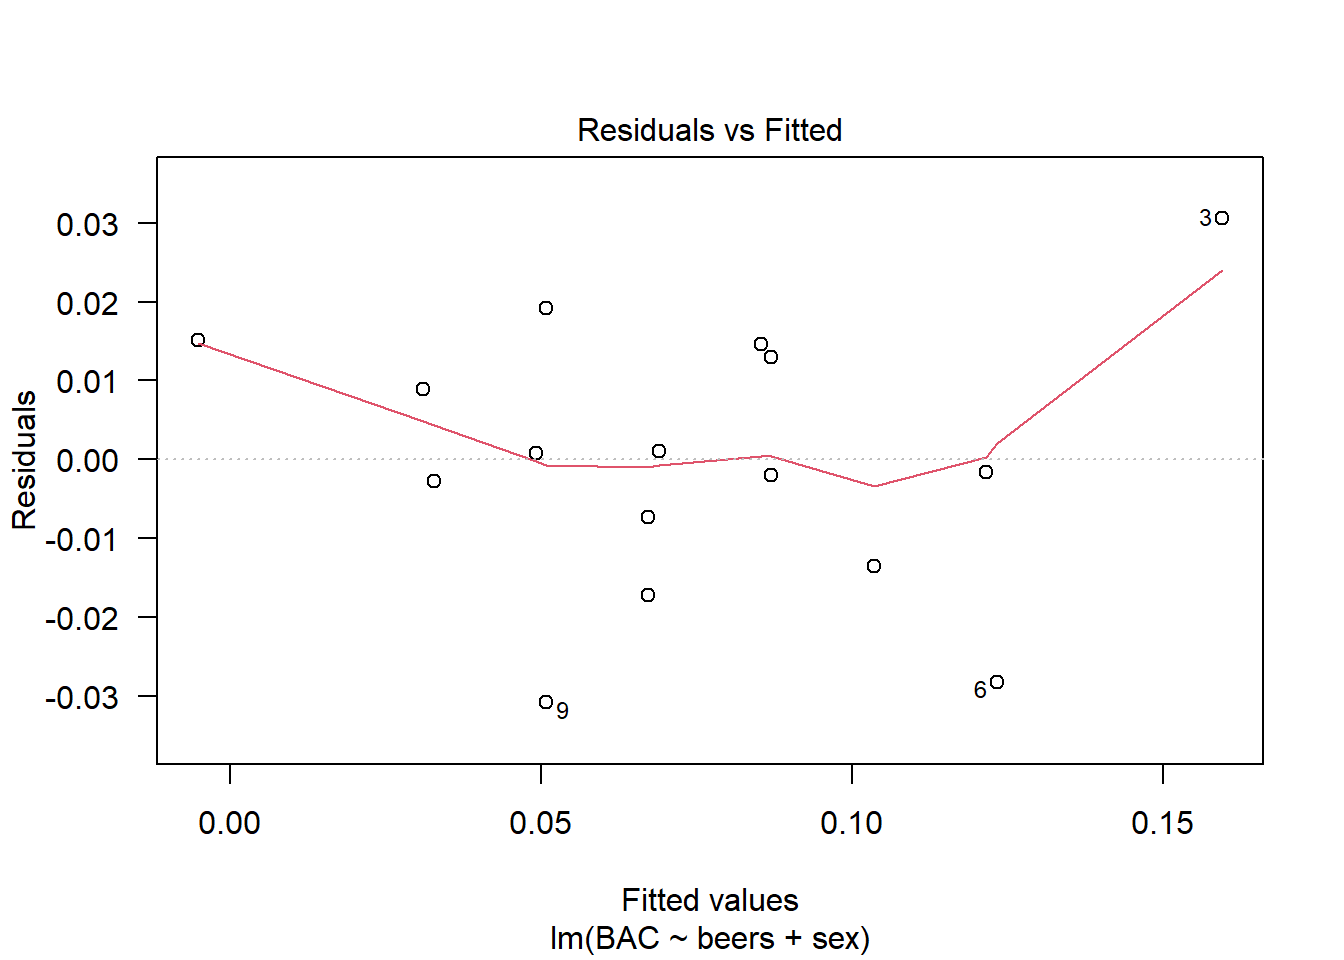 Residuals vs Fitted
Residuals
0.03
0.02
0.01
0.00
-0.01
-0.02
-0.03
3
6
9
0.00 0.05 0.10 0.15
Fitted values
lm(BAC ~ beers + sex)